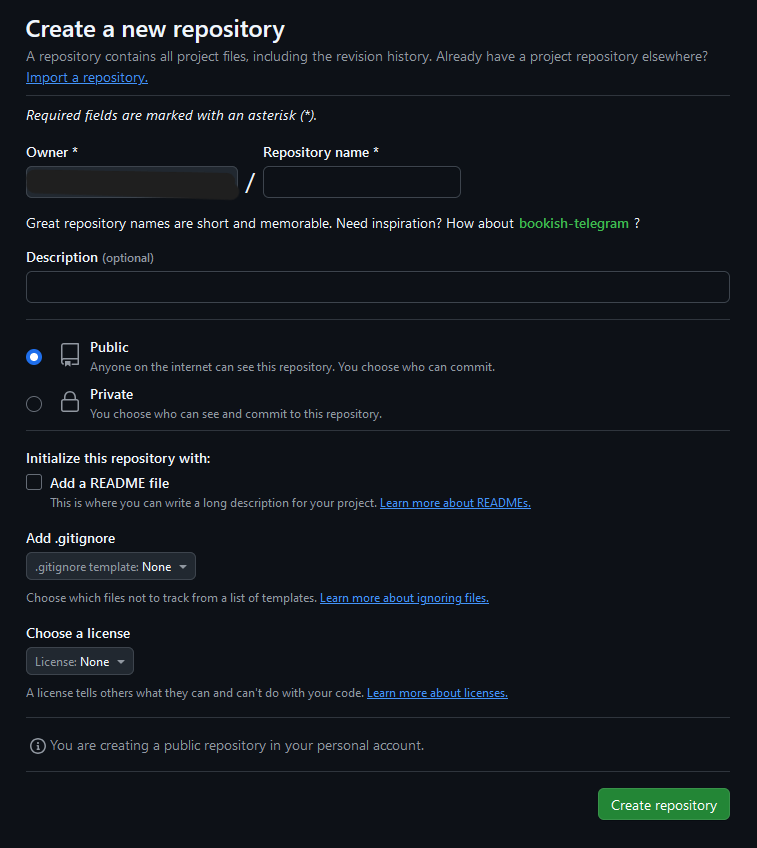 Create a new repository
A repository contains all project files, including the revision history. Already have a project repository elsewhere?
Import a repository.
Required fields are marked with an asterisk (*).
Owner * Repository name *
/
Great repository names are short and memorable. Need inspiration? How about bookish-telegram ?
Description (optional)
Public
Anyone on the internet can see this repository. You choose who can commit.
Private
You choose who can see and commit to this repository.
Initialize this repository with:
Add a README file
This is where you can write a long description for your project. Learn more about READMEs.
Add .gitignore
.gitignore template: None
Choose which files not to track from a list of templates. Learn more about ignoring files.
Choose a license
License: None
A license tells others what they can and can't do with your code. Learn more about licenses.
You are creating a public repository in your personal account.
Create repository